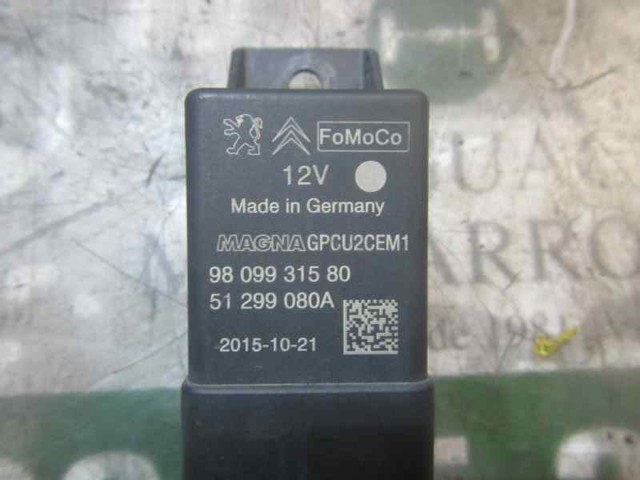 FoMoCo
12V
Made in Germany
MAGNA GPCU2CEM1
98 099 315 80
51 299 080A
2015-10-21